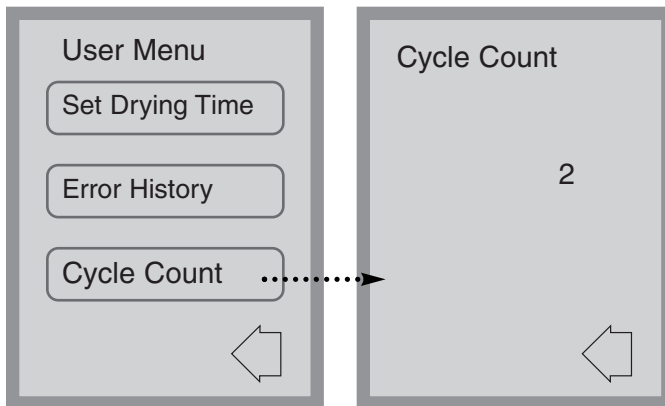 User Menu
Set Drying Time
Error History
Cycle Count
Cycle Count
2